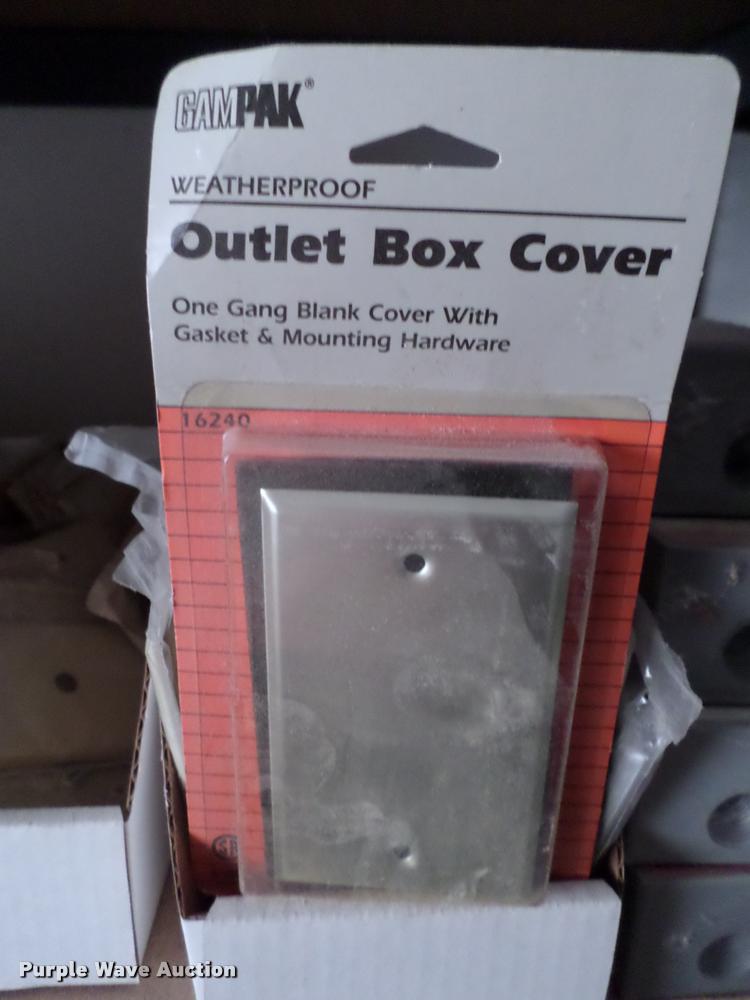 GAMPAK®
WEATHERPROOF
Outlet Box Cover
One Gang Blank Cover With
Gasket & Mounting Hardware
16240
Purple Wave Auction